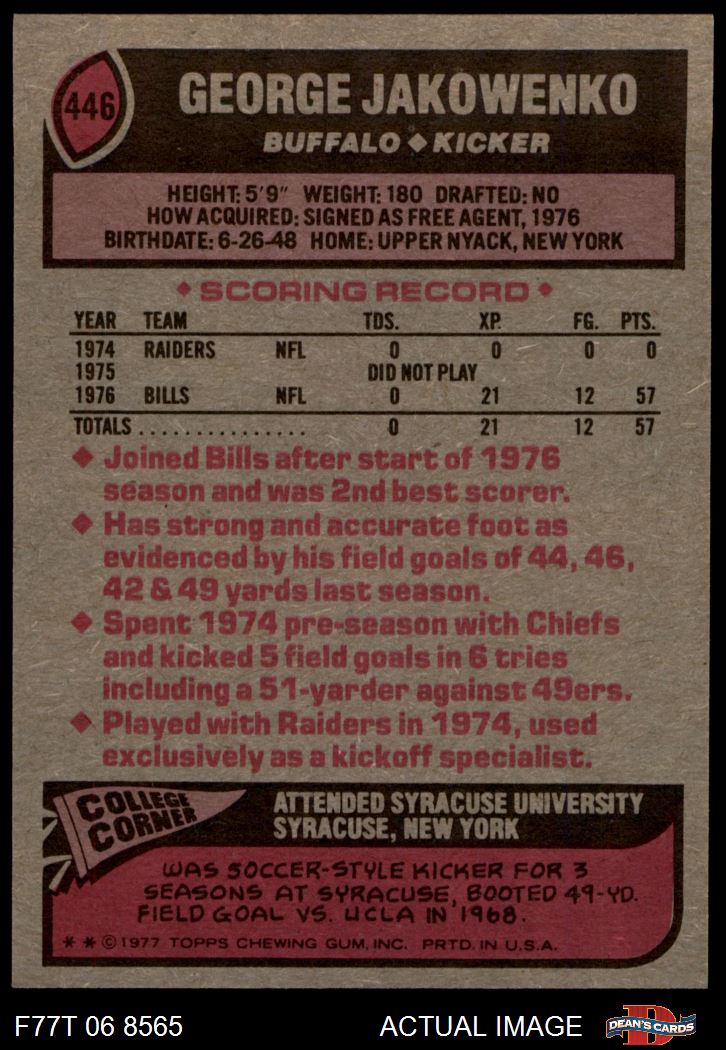 446
GEORGE JAKOWENKO
BUFFALO ◆ KICKER
HEIGHT: 5'9" WEIGHT: 180 DRAFTED: NO
HOW ACQUIRED: SIGNED AS FREE AGENT, 1976
BIRTHDATE: 6-26-48 HOME: UPPER NYACK, NEW YORK
◆ SCORING RECORD ◆
YEAR TEAM TDS. XP. FG. PTS.
1974 RAIDERS NFL 0 0 0 0
1975 DID NOT PLAY
1976 BILLS NFL 0 21 12 57
TOTALS............... 0 21 12 57
◆ Joined Bills after start of 1976
season and was 2nd best scorer.
◆ Has strong and accurate foot as
evidenced by his field goals of 44, 46,
42 & 49 yards last season.
◆ Spent 1974 pre-season with Chiefs
and kicked 5 field goals in 6 tries
including a 51-yarder against 49ers.
◆ Played with Raiders in 1974, used
exclusively as a kickoff specialist.
COLLEGE
CORNER
ATTENDED SYRACUSE UNIVERSITY
SYRACUSE, NEW YORK
WAS SOCCER-STYLE KICKER FOR 3
SEASONS AT SYRACUSE, BOOTED 49-YD.
FIELD GOAL VS. UCLA IN 1968.
* * © 1977 TOPPS CHEWING GUM, INC. PRTD. IN U.S.A.
F77T 06 8565 ACTUAL IMAGE
D
DEAN'S CARDS